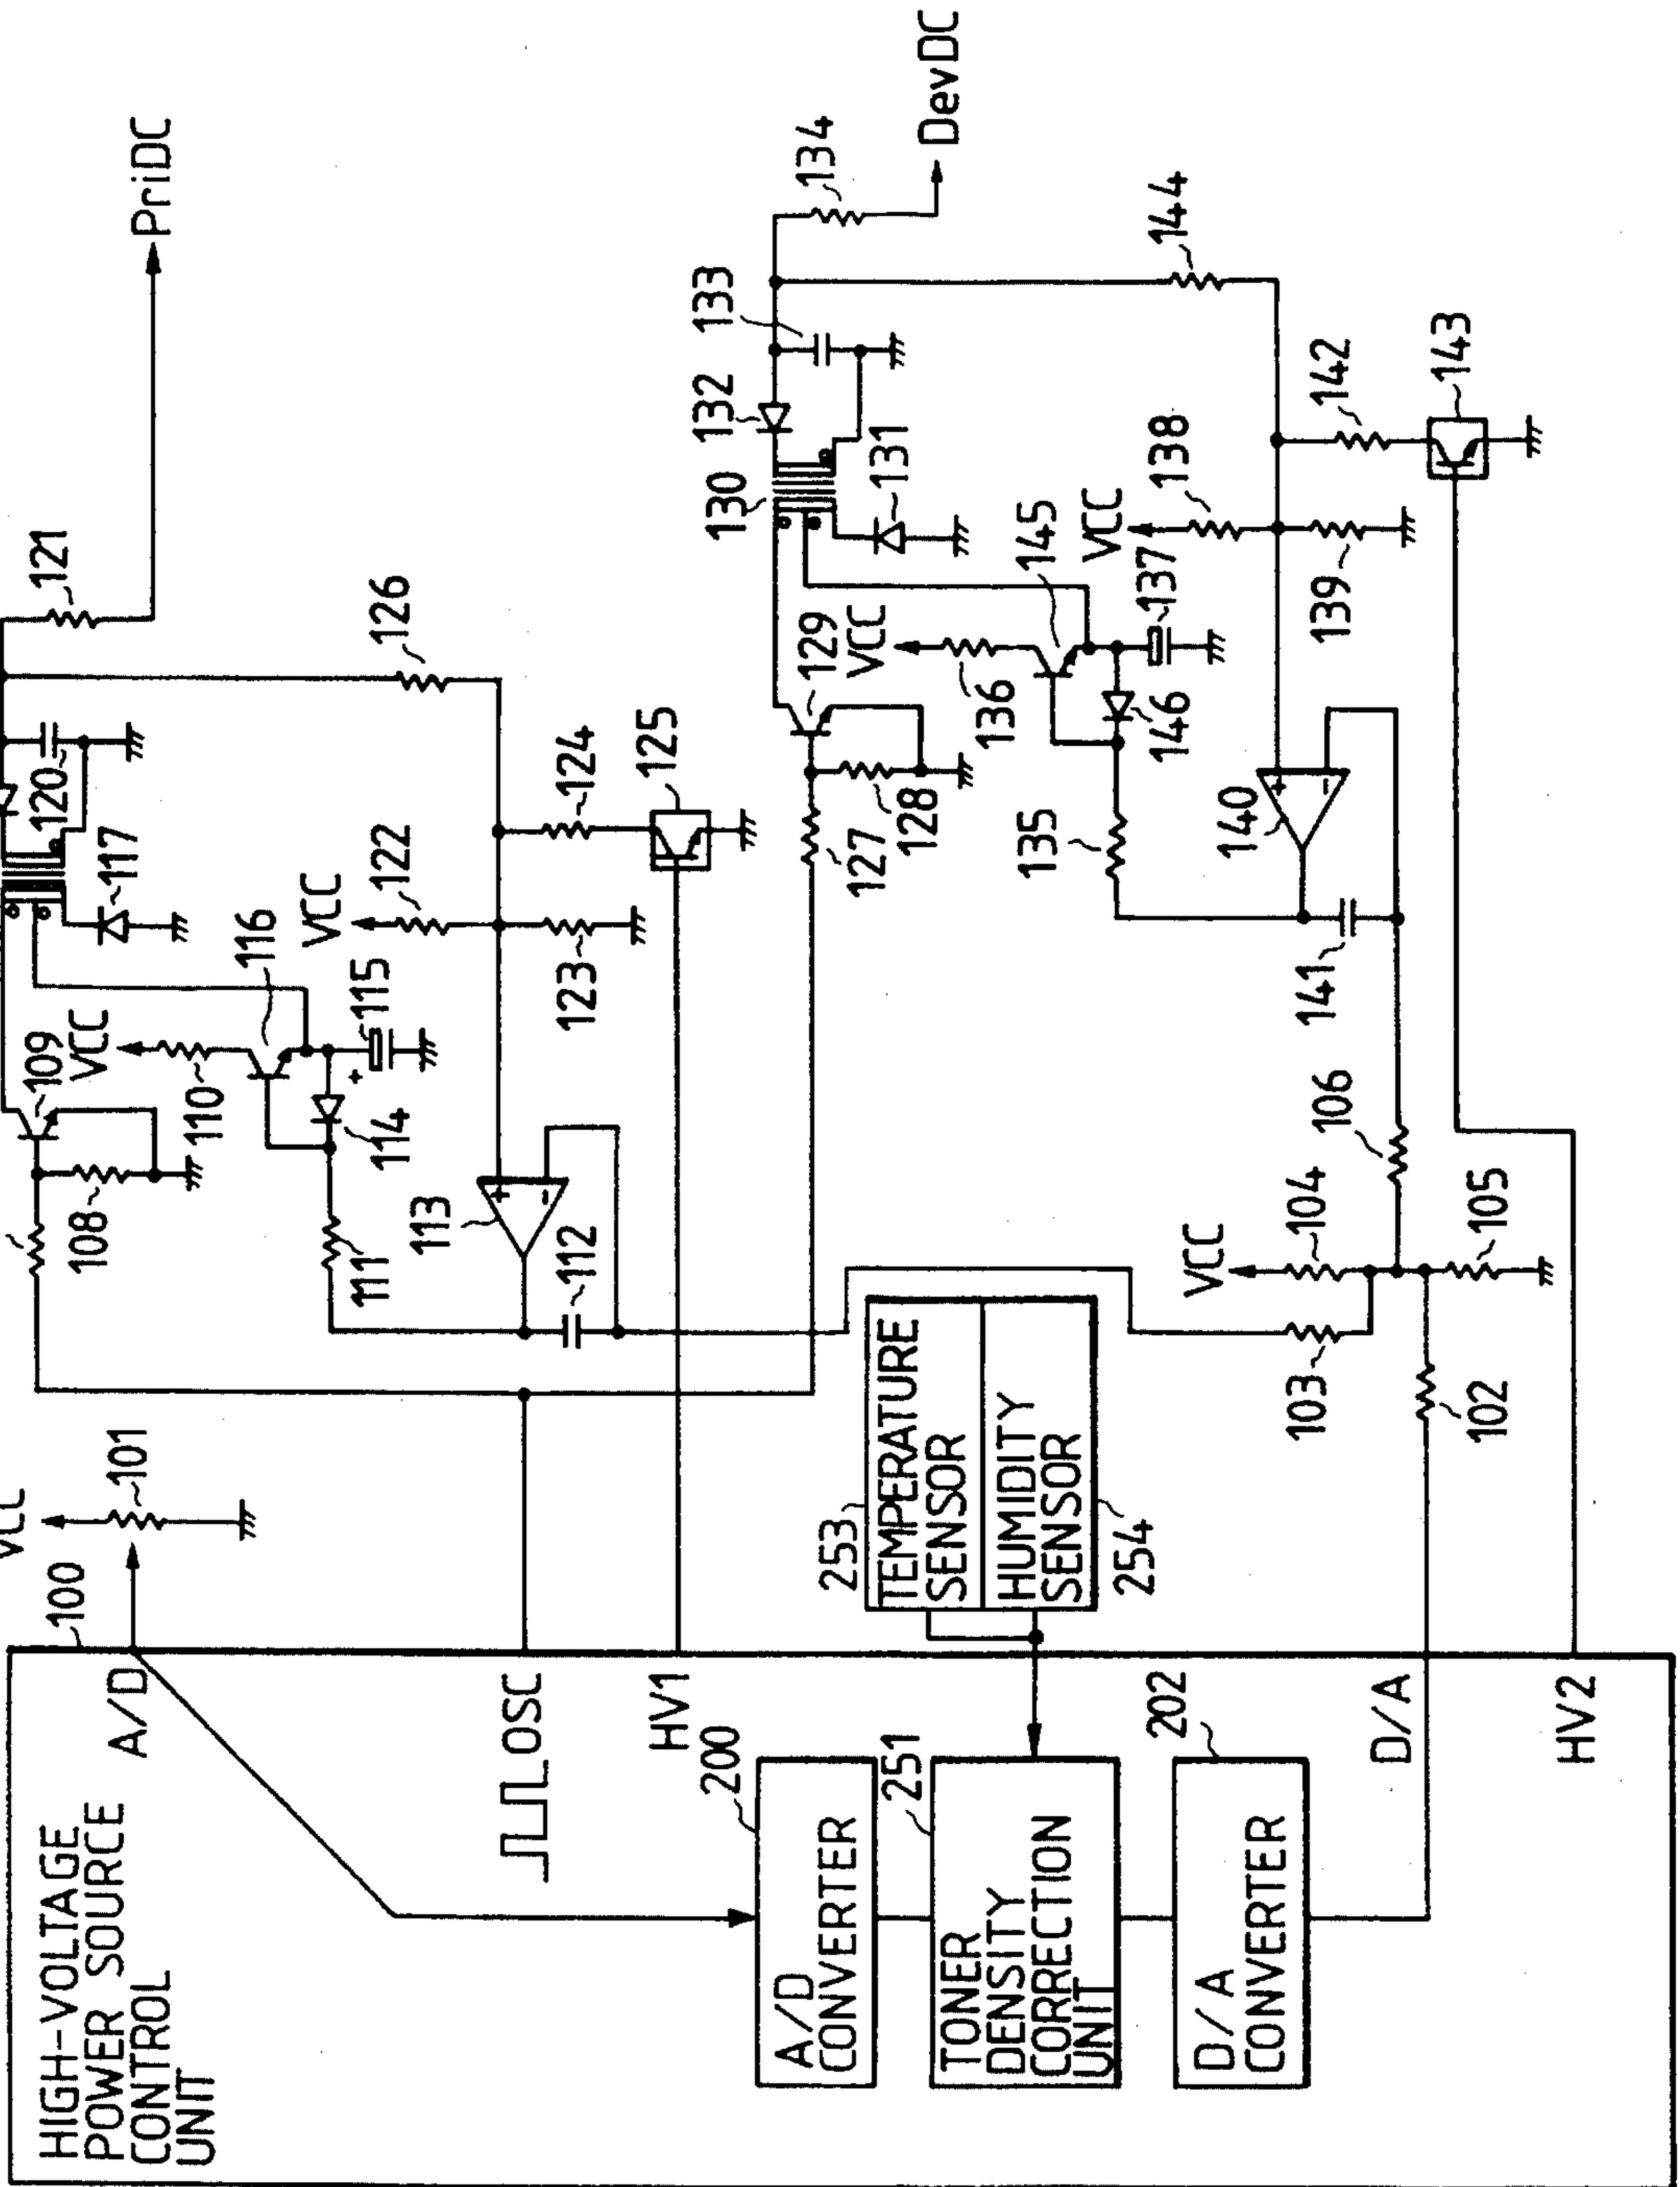 HIGH-VOLTAGE
POWER SOURCE
CONTROL
UNIT
100
A/D
VCC
101
OSC
HV1
200
A/D
CONVERTER
251
TONER
DENSITY
CORRECTION
UNIT
202
D/A
CONVERTER
D/A
HV2
253
TEMPERATURE
SENSOR
HUMIDITY
SENSOR
254
108
109
VCC
110
111
112
113
+
-
114
+
115
116
117
120
121
PriDC
VCC
122
123
124
125
126
127
128
129
VCC
130
131
132
133
134
DevDC
135
136
137
145
146
VCC
138
139
140
+
-
141
142
143
144
102
103
VCC
104
105
106